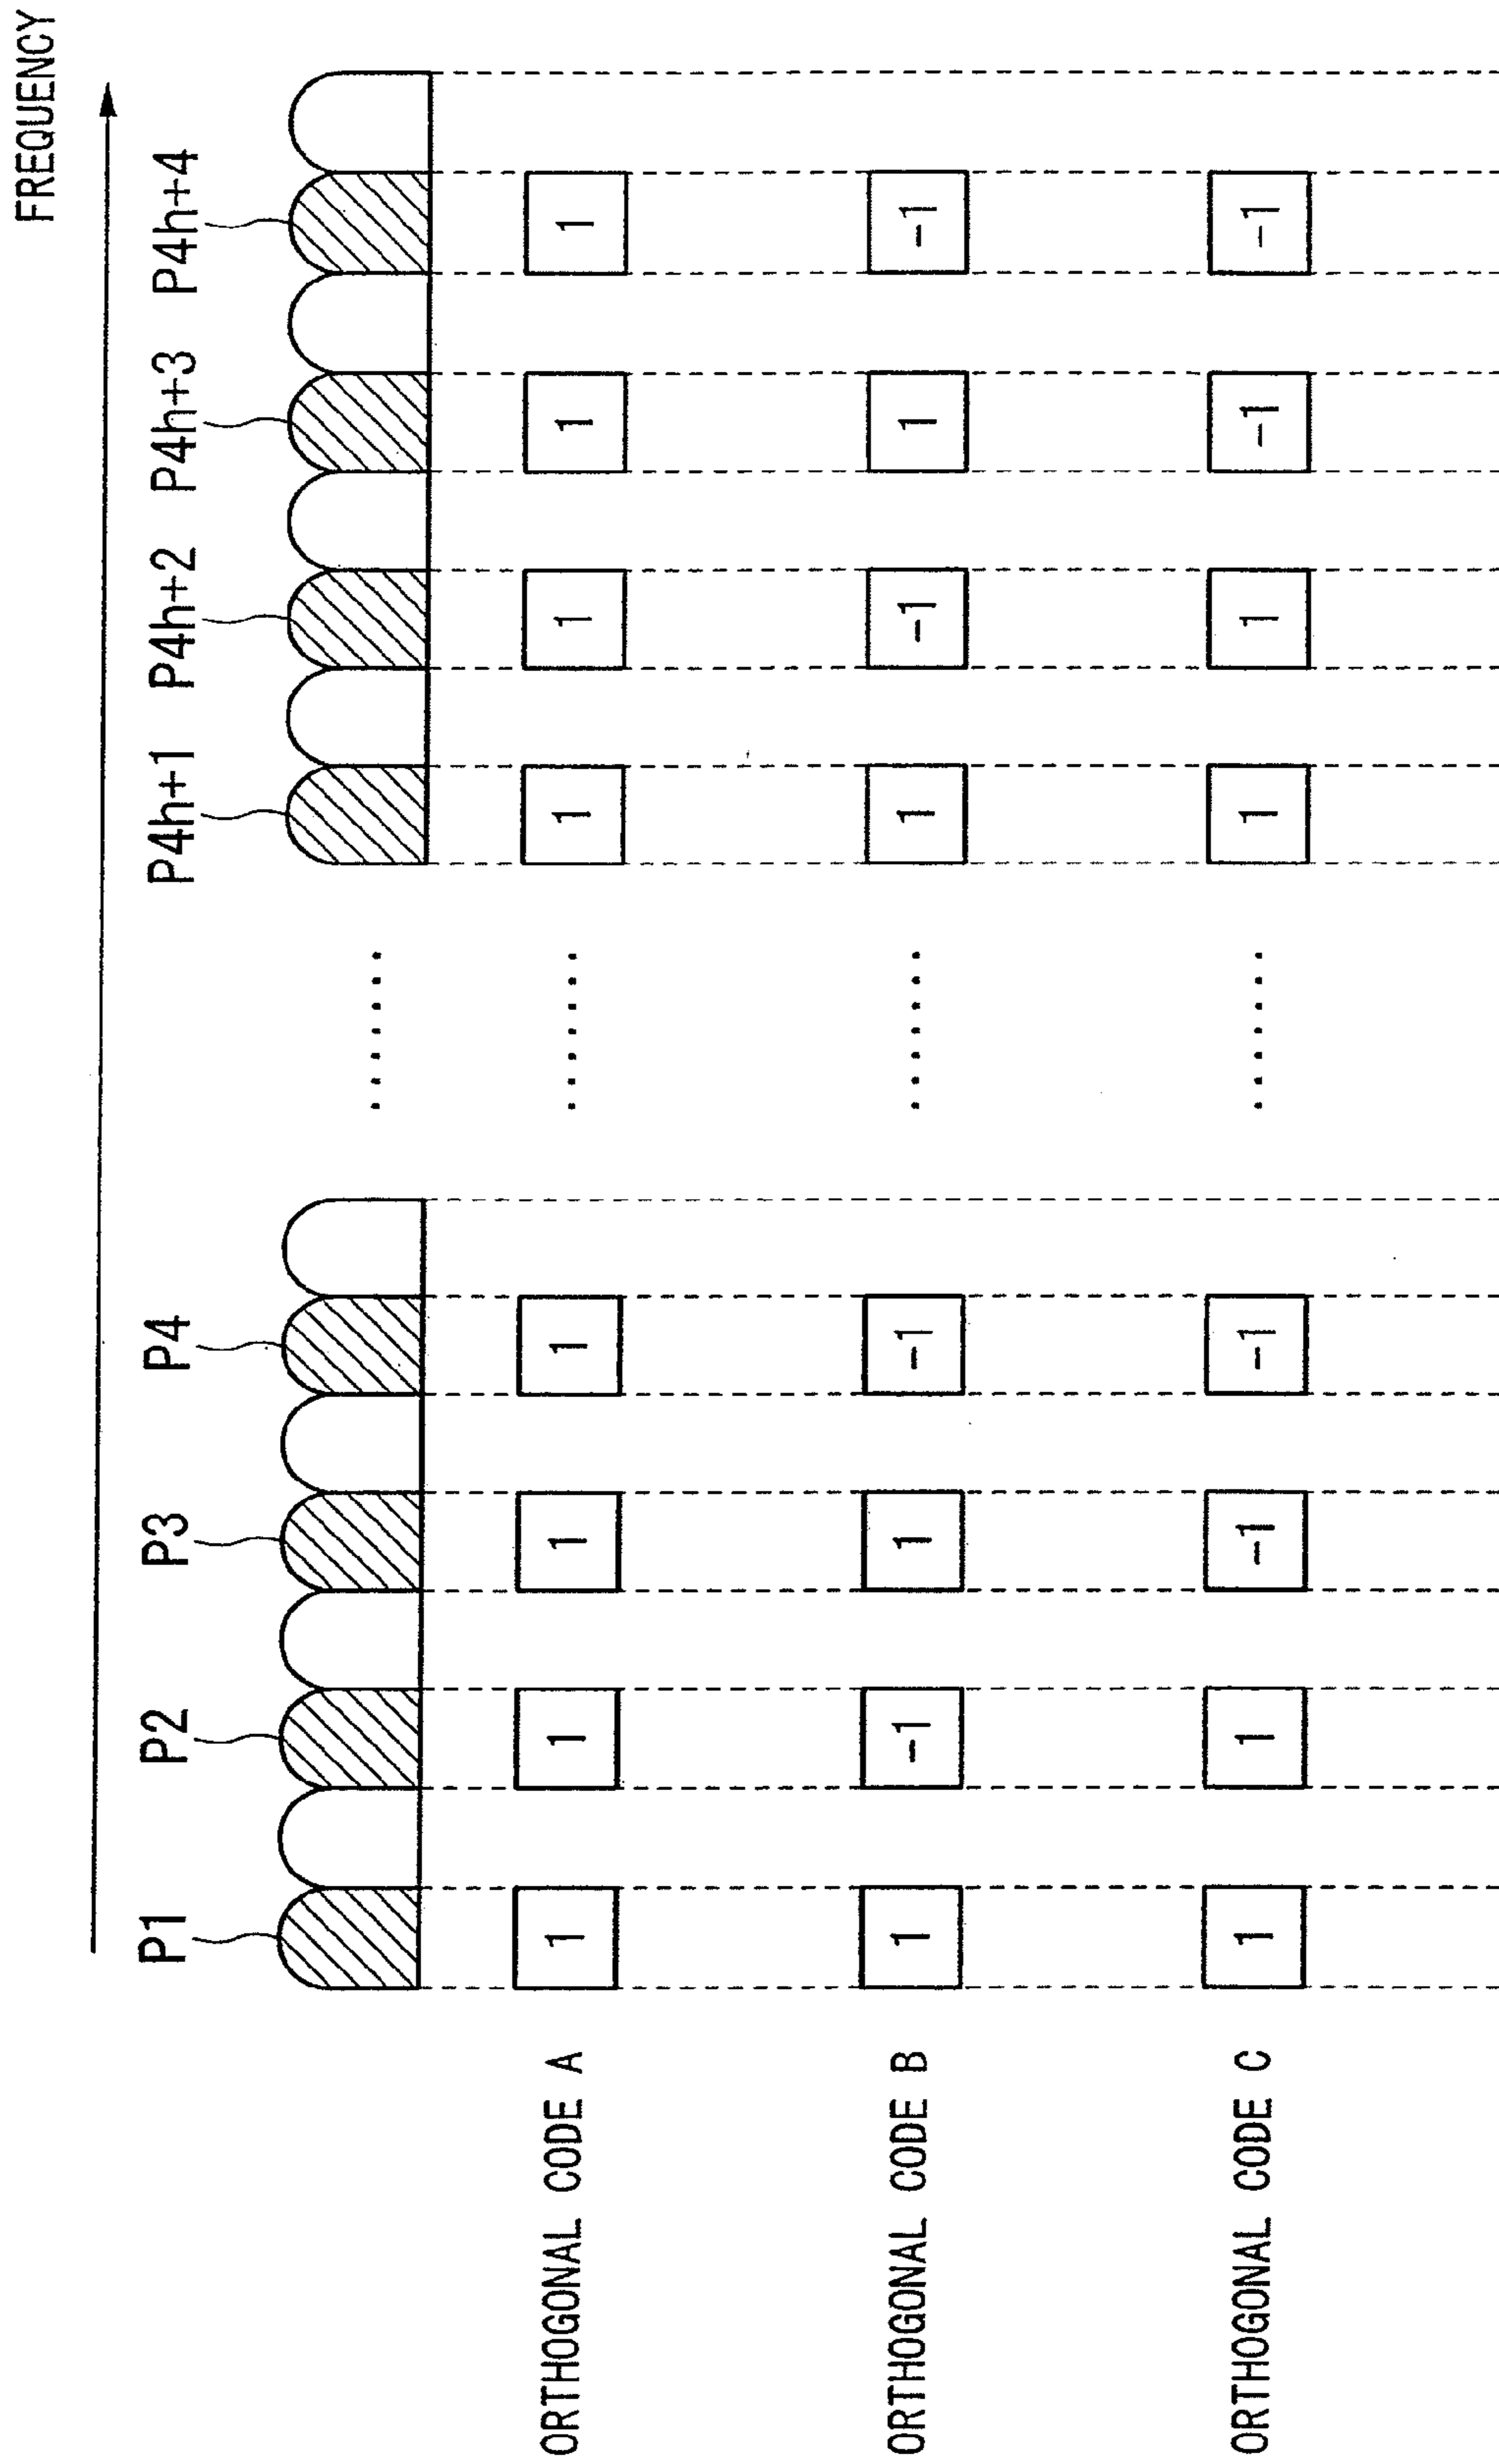 FREQUENCY
P1 P2 P3 P4 P4h+1 P4h+2 P4h+3 P4h+4
ORTHOGONAL CODE A 1 1 1 1 ...... 1 1 1 1
ORTHOGONAL CODE B 1 -1 1 -1 ...... 1 -1 1 -1
ORTHOGONAL CODE C 1 1 -1 -1 ...... 1 1 -1 -1